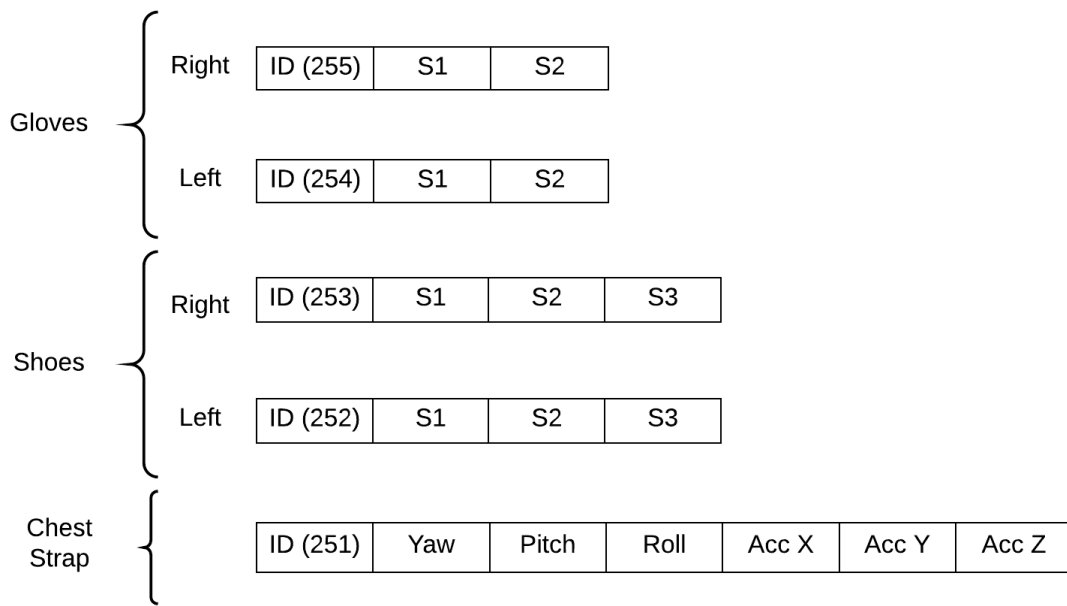 Gloves
Right
ID (255) S1 S2
Left
ID (254) S1 S2
Shoes
Right
ID (253) S1 S2 S3
Left
ID (252) S1 S2 S3
Chest
Strap
ID (251) Yaw Pitch Roll Acc X Acc Y Acc Z